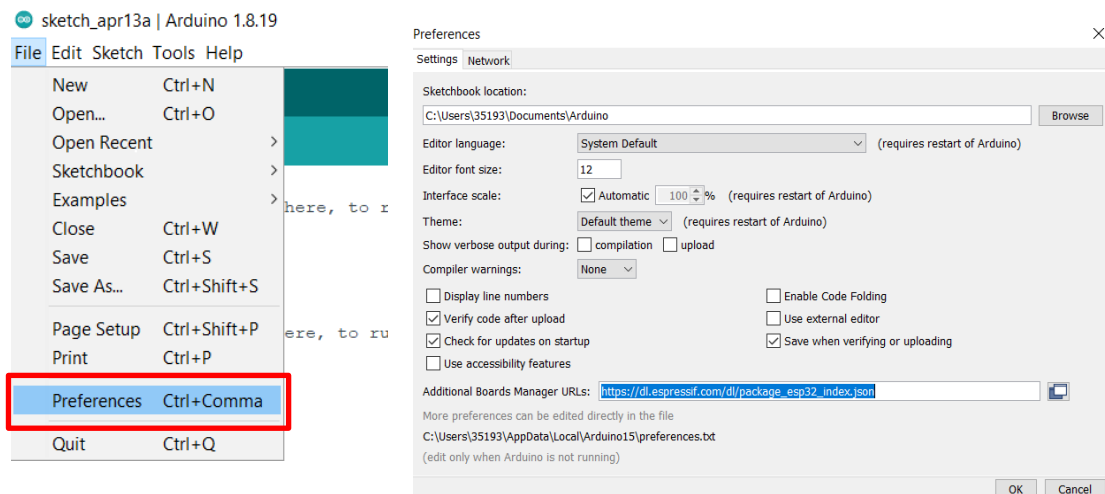 sketch_apr13a | Arduino 1.8.19
File Edit Sketch Tools Help
New Ctrl+N
Open... Ctrl+O
Open Recent
Sketchbook
Examples
Close Ctrl+W
Save Ctrl+S
Save As... Ctrl+Shift+S
Page Setup Ctrl+Shift+P
Print Ctrl+P
Preferences Ctrl+Comma
Quit Ctrl+Q
here, to r
ere, to ru
Preferences
Settings Network
Sketchbook location:
C:\Users\35193\Documents\Arduino Browse
Editor language: System Default (requires restart of Arduino)
Editor font size: 12
Interface scale: Automatic 100 % (requires restart of Arduino)
Theme: Default theme (requires restart of Arduino)
Show verbose output during: compilation upload
Compiler warnings: None
Display line numbers Enable Code Folding
Verify code after upload Use external editor
Check for updates on startup Save when verifying or uploading
Use accessibility features
Additional Boards Manager URLs: https://dl.espressif.com/dl/package_esp32_index.json
More preferences can be edited directly in the file
C:\Users\35193\AppData\Local\Arduino15\preferences.txt
(edit only when Arduino is not running)
OK Cancel